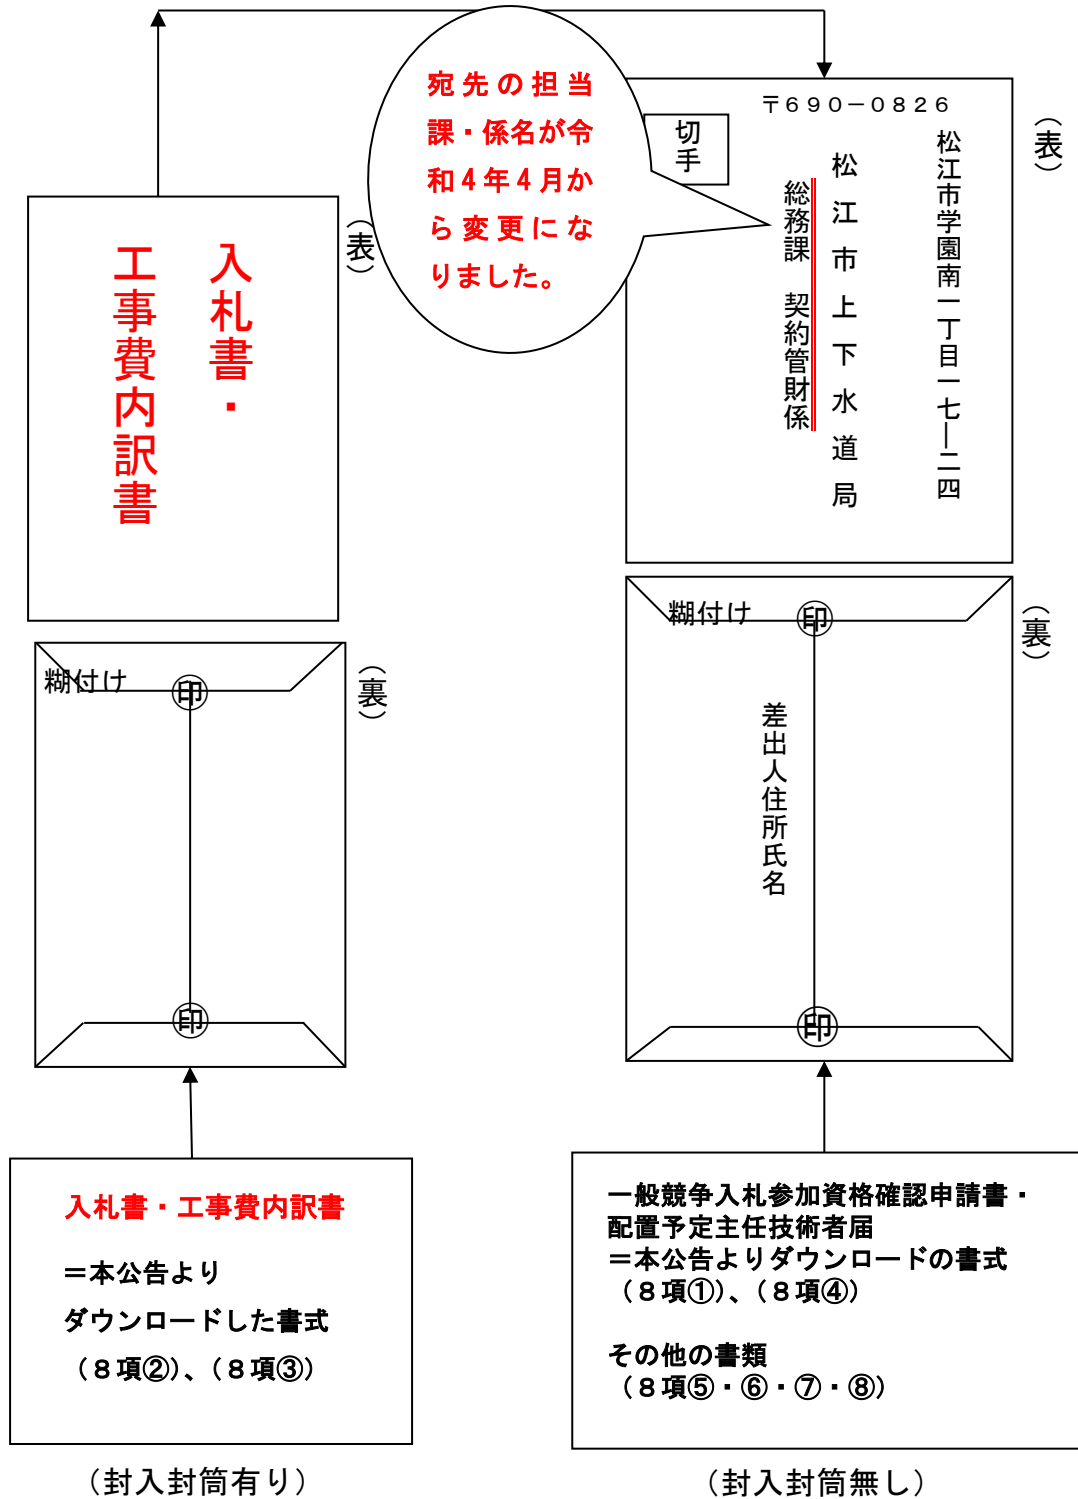 宛先の担当
課・係名が令
和4年4月か
ら変更にな
りました。
〒690-0826
切手
松江市学園南一丁目一七―二四
松江市上下水道局
総務課 契約管財係
(表)
入札書・
工事費内訳書
(表)
糊付け
印
印
(裏)
糊付け
印
差出人住所氏名
印
(裏)
入札書・工事費内訳書
=本公告より
ダウンロードした書式
(8項②)、(8項③)
(封入封筒有り)
一般競争入札参加資格確認申請書・
配置予定主任技術者届
=本公告よりダウンロードの書式
(8項①)、(8項④)
その他の書類
(8項⑤・⑥・⑦・⑧)
(封入封筒無し)